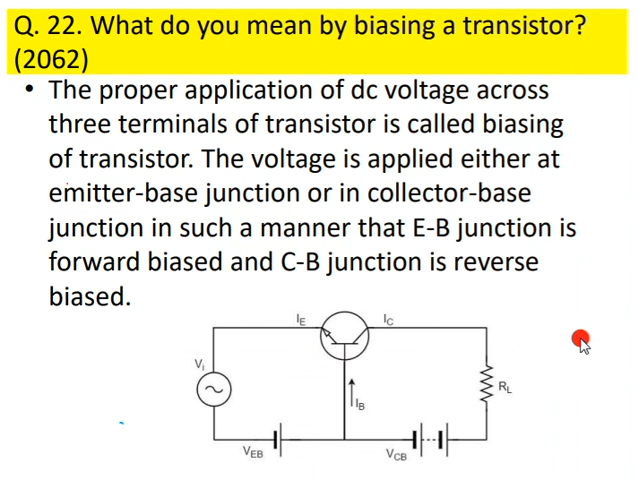 Q. 22. What do you mean by biasing a transistor?
(2062)
• The proper application of dc voltage across
three terminals of transistor is called biasing
of transistor. The voltage is applied either at
emitter-base junction or in collector-base
junction in such a manner that E-B junction is
forward biased and C-B junction is reverse
biased.
IE
IC
Vi
RL
IB
VEB
VCB